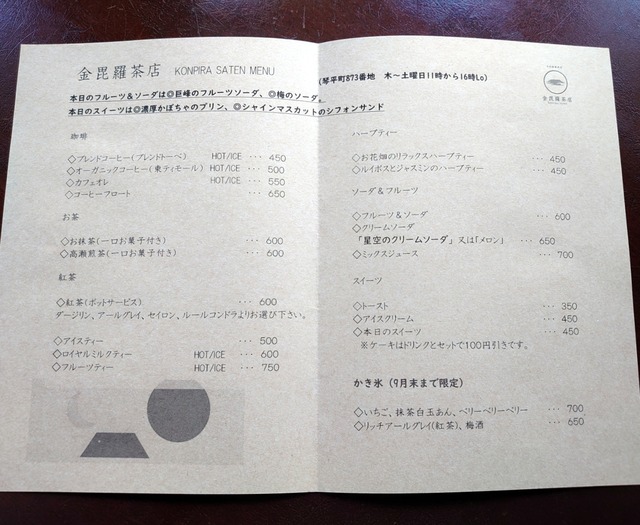 金毘羅茶店 KONPIRA SATEN MENU
(琴平町873番地 木～土曜日11時から16時Lo)
本日のフルーツ&ソーダは◎巨峰のフルーツソーダ、◎梅のソーダ。
本日のスイーツは◎濃厚かぼちゃのプリン、◎シャインマスカットのシフォンサンド
珈琲
◇ブレンドコーヒー(ブレンドトーベ) HOT/ICE … 450
◇オーガニックコーヒー(東ティモール) HOT/ICE … 500
◇カフェオレ HOT/ICE … 550
◇コーヒーフロート … 650
お茶
◇お抹茶(一口お菓子付き) … 600
◇高瀬煎茶(一口お菓子付き) … 600
紅茶
◇紅茶(ポットサービス) … 600
ダージリン、アールグレイ、セイロン、ルールコンドラよりお選び下さい。
◇アイスティー … 500
◇ロイヤルミルクティー HOT/ICE … 600
◇フルーツティー HOT/ICE … 750
金毘羅茶店
ハーブティー
◇お花畑のリラックスハーブティー … 450
◇ルイボスとジャスミンのハーブティー … 450
ソーダ&フルーツ
◇フルーツ&ソーダ … 600
◇クリームソーダ
「星空のクリームソーダ」又は「メロン」 … 650
◇ミックスジュース … 700
スイーツ
◇トースト … 350
◇アイスクリーム … 450
◇本日のスイーツ … 450
※ケーキはドリンクとセットで100円引きです。
かき氷(9月末まで限定)
◇いちご、抹茶白玉あん、ベリーベリーベリー … 700
◇リッチアールグレイ(紅茶)、梅酒 … 650